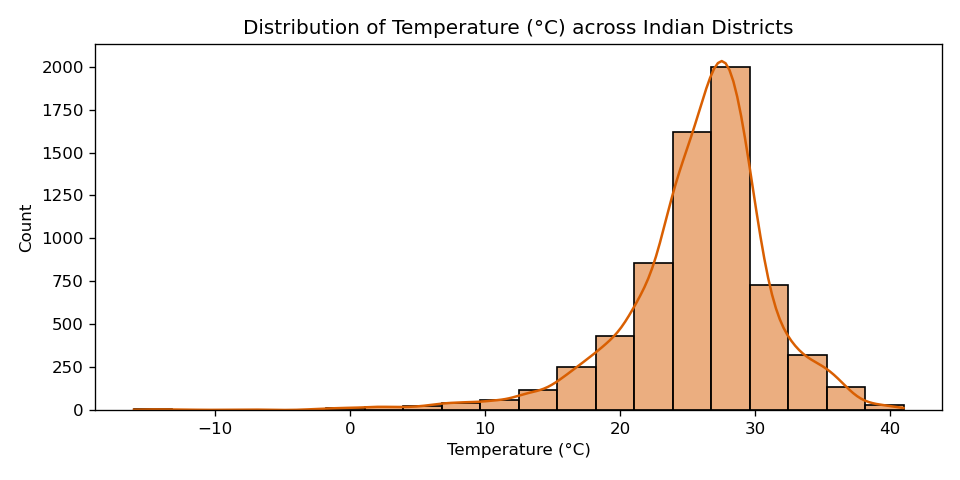 Distribution of Temperature (°C) across Indian Districts
2000
1750
1500
1250
1000
750
500
250
0
Count
−10 0 10 20 30 40
Temperature (°C)